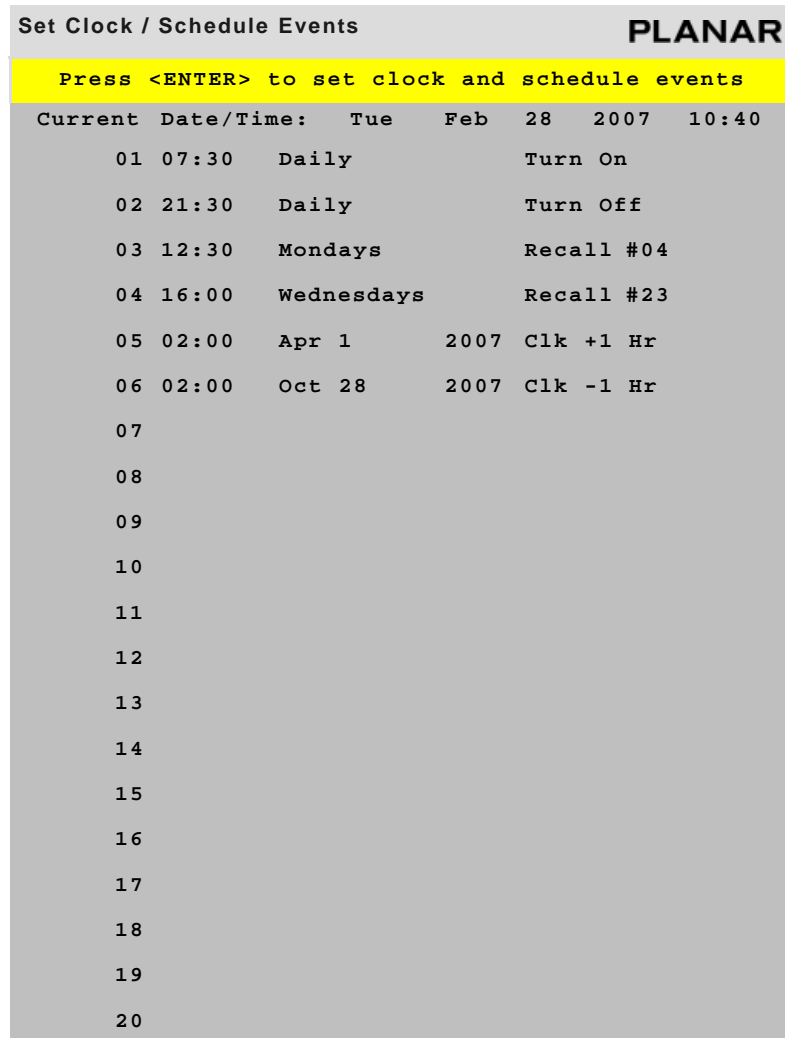 Set Clock / Schedule Events PLANAR
Press <ENTER> to set clock and schedule events
Current Date/Time: Tue Feb 28 2007 10:40
01 07:30 Daily Turn On
02 21:30 Daily Turn Off
03 12:30 Mondays Recall #04
04 16:00 Wednesdays Recall #23
05 02:00 Apr 1 2007 Clk +1 Hr
06 02:00 Oct 28 2007 Clk -1 Hr
07
08
09
10
11
12
13
14
15
16
17
18
19
20